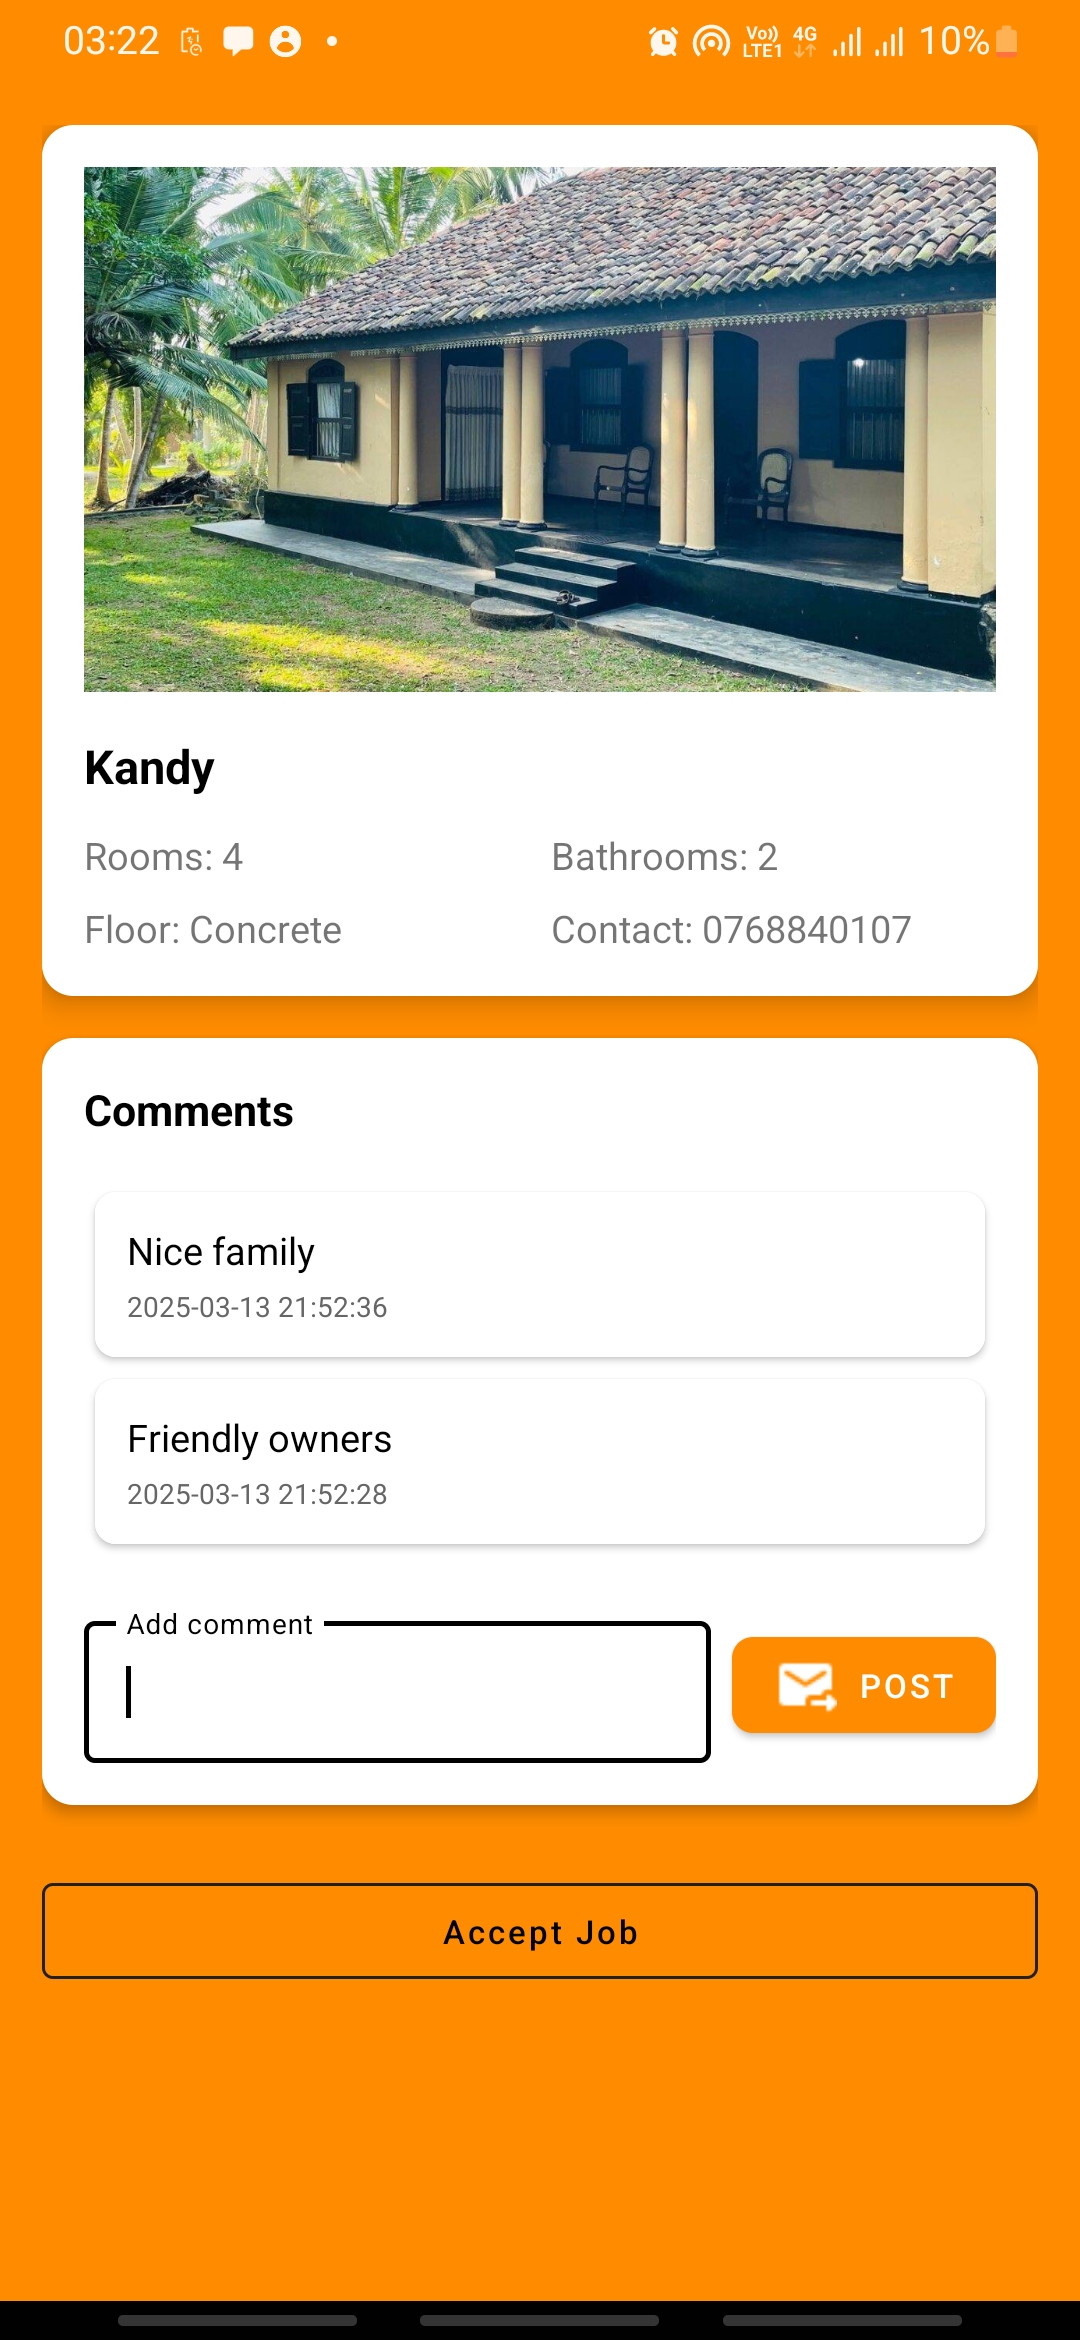 03:22 Vo)) LTE1 4G 10%
Kandy
Rooms: 4 Bathrooms: 2
Floor: Concrete Contact: 0768840107
Comments
Nice family
2025-03-13 21:52:36
Friendly owners
2025-03-13 21:52:28
Add comment
POST
Accept Job